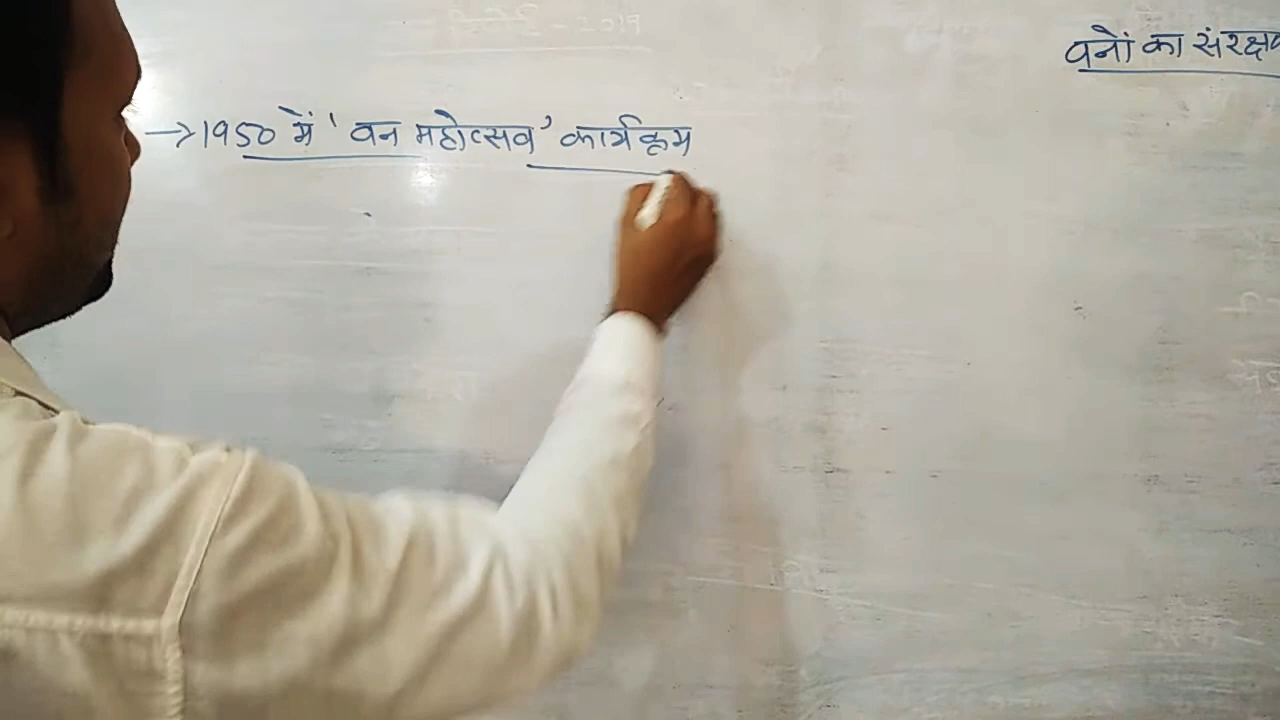 वनों का संरक्षण
→ 1950 में ' वन महोत्सव ' कार्यक्रम